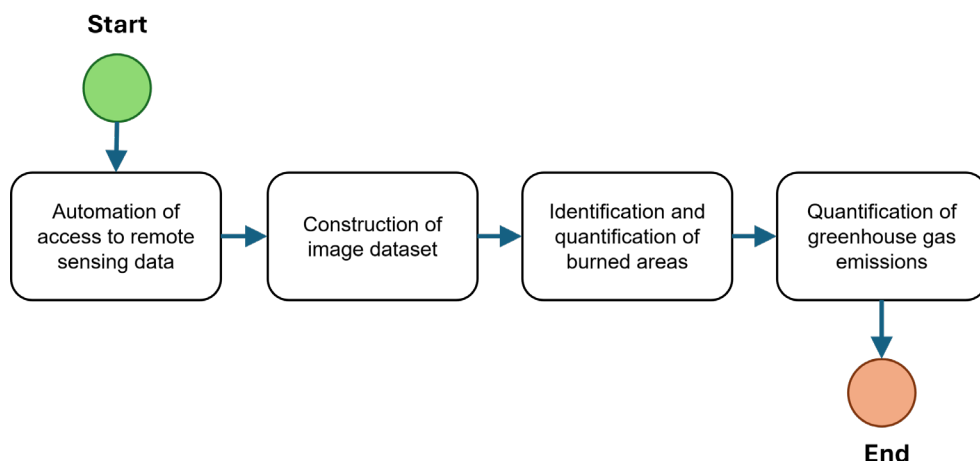 Start
Automation of
access to remote
sensing data
Construction of
image dataset
Identification and
quantification of
burned areas
Quantification of
greenhouse gas
emissions
End